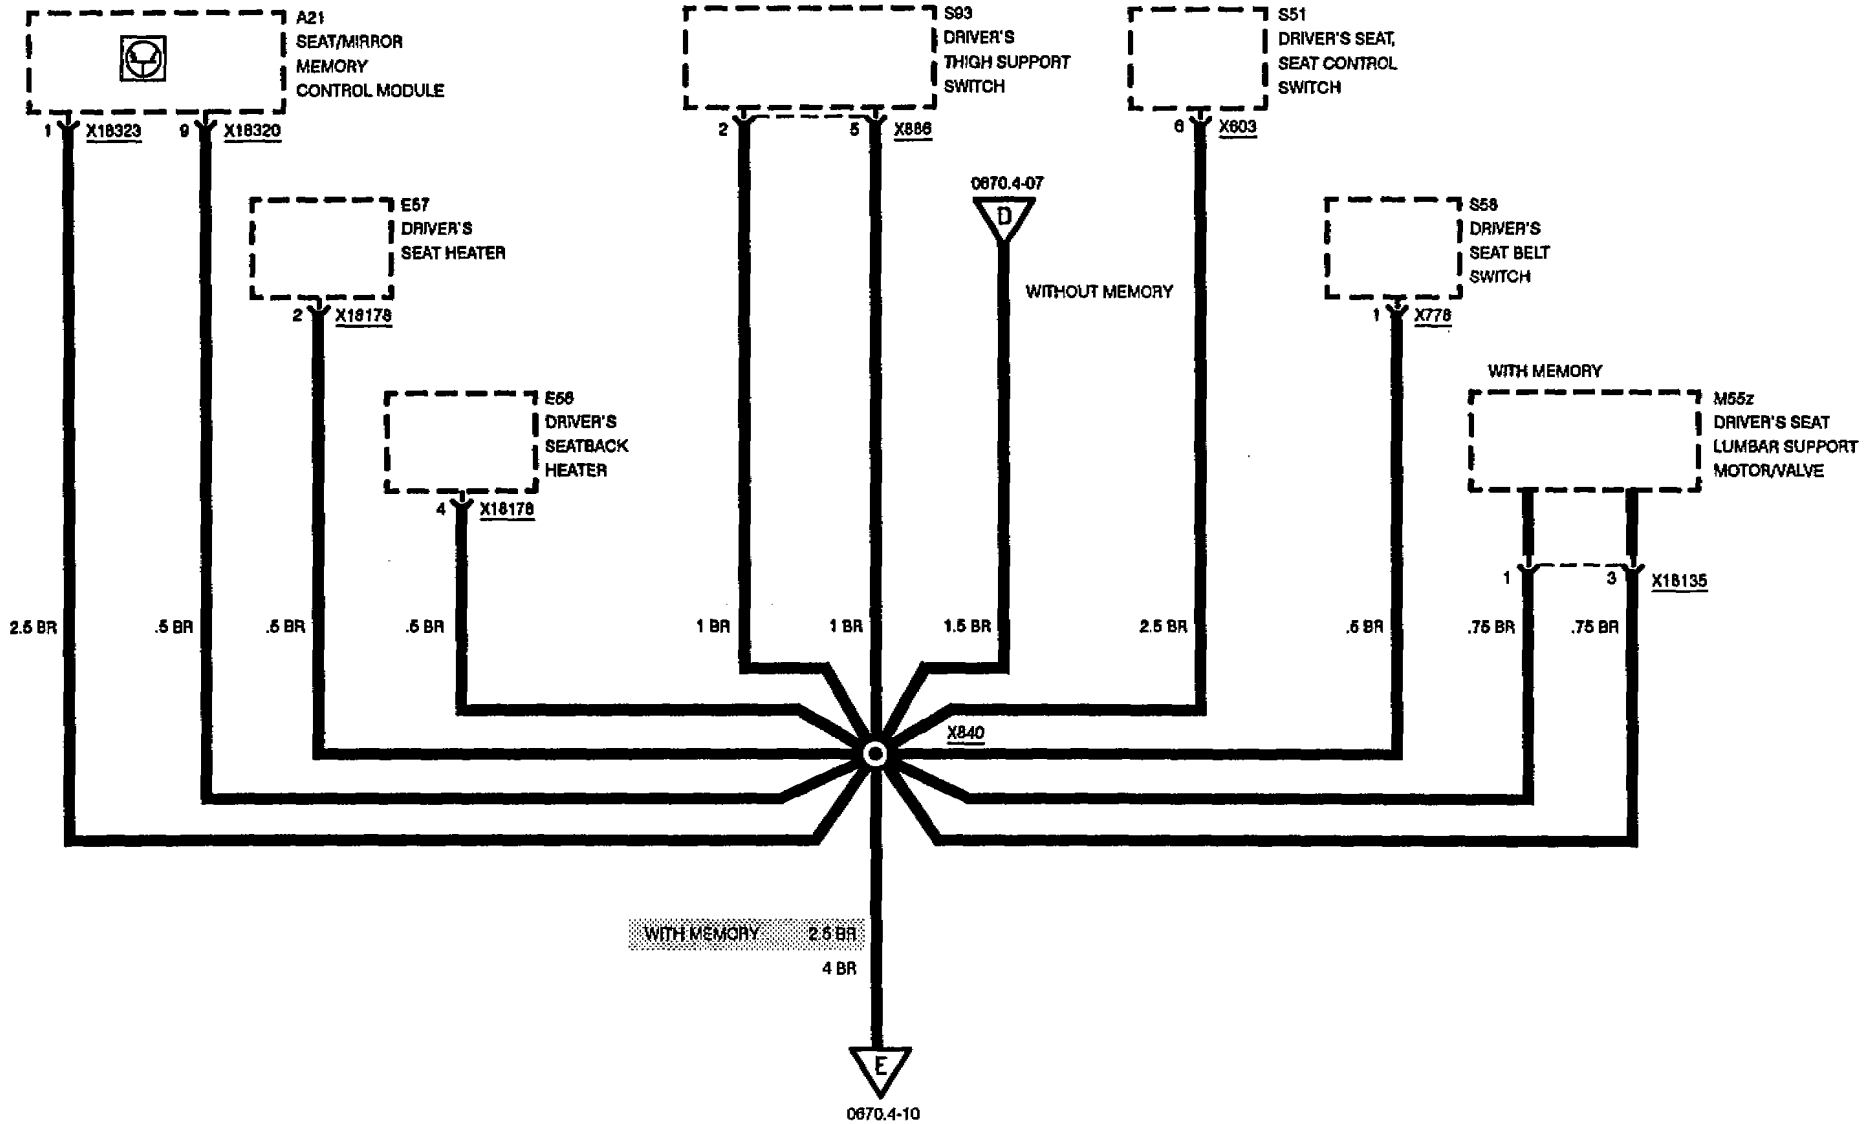 A21
SEAT/MIRROR
MEMORY
CONTROL MODULE
1 X18323
9 X18320
S93
DRIVER'S
THIGH SUPPORT
SWITCH
2
5 X886
S51
DRIVER'S SEAT,
SEAT CONTROL
SWITCH
6 X603
0670.4-07
D
WITHOUT MEMORY
E57
DRIVER'S
SEAT HEATER
2 X18178
S58
DRIVER'S
SEAT BELT
SWITCH
1 X778
E56
DRIVER'S
SEATBACK
HEATER
4 X18178
WITH MEMORY
M55z
DRIVER'S SEAT
LUMBAR SUPPORT
MOTOR/VALVE
1
3 X18135
2.5 BR
.5 BR
.5 BR
.5 BR
1 BR
1 BR
1.5 BR
2.5 BR
.5 BR
.75 BR
.75 BR
X840
WITH MEMORY 2.5 BR
4 BR
E
0670.4-10